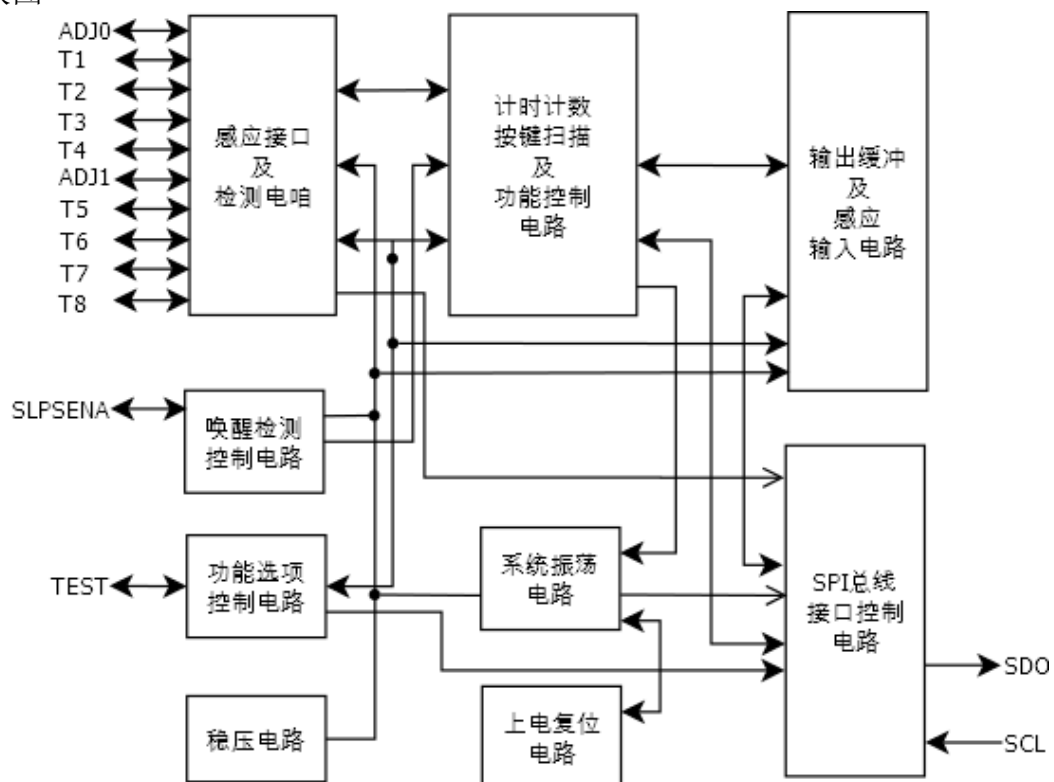 ADJ0
T1
T2
T3
T4
ADJ1
T5
T6
T7
T8
感应接口
及
检测电咱
计时计数
按键扫描
及
功能控制
电路
输出缓冲
及
感应
输入电路
SLPSENA
唤醒检测
控制电路
TEST
功能选项
控制电路
系统振荡
电路
SPI总线
接口控制
电路
SDO
SCL
稳压电路
上电复位
电路